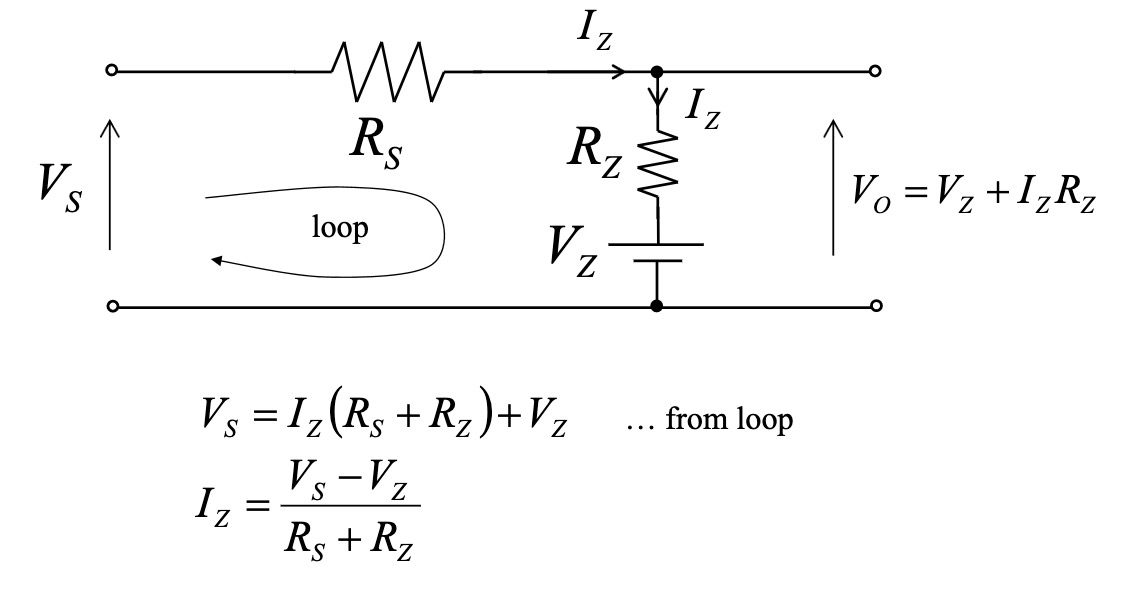 I_Z
I_Z
R_S
R_Z
V_S
V_O = V_Z + I_Z R_Z
loop
V_Z
V_S = I_Z (R_S + R_Z) + V_Z … from loop
I_Z = \frac{V_S - V_Z}{R_S + R_Z}